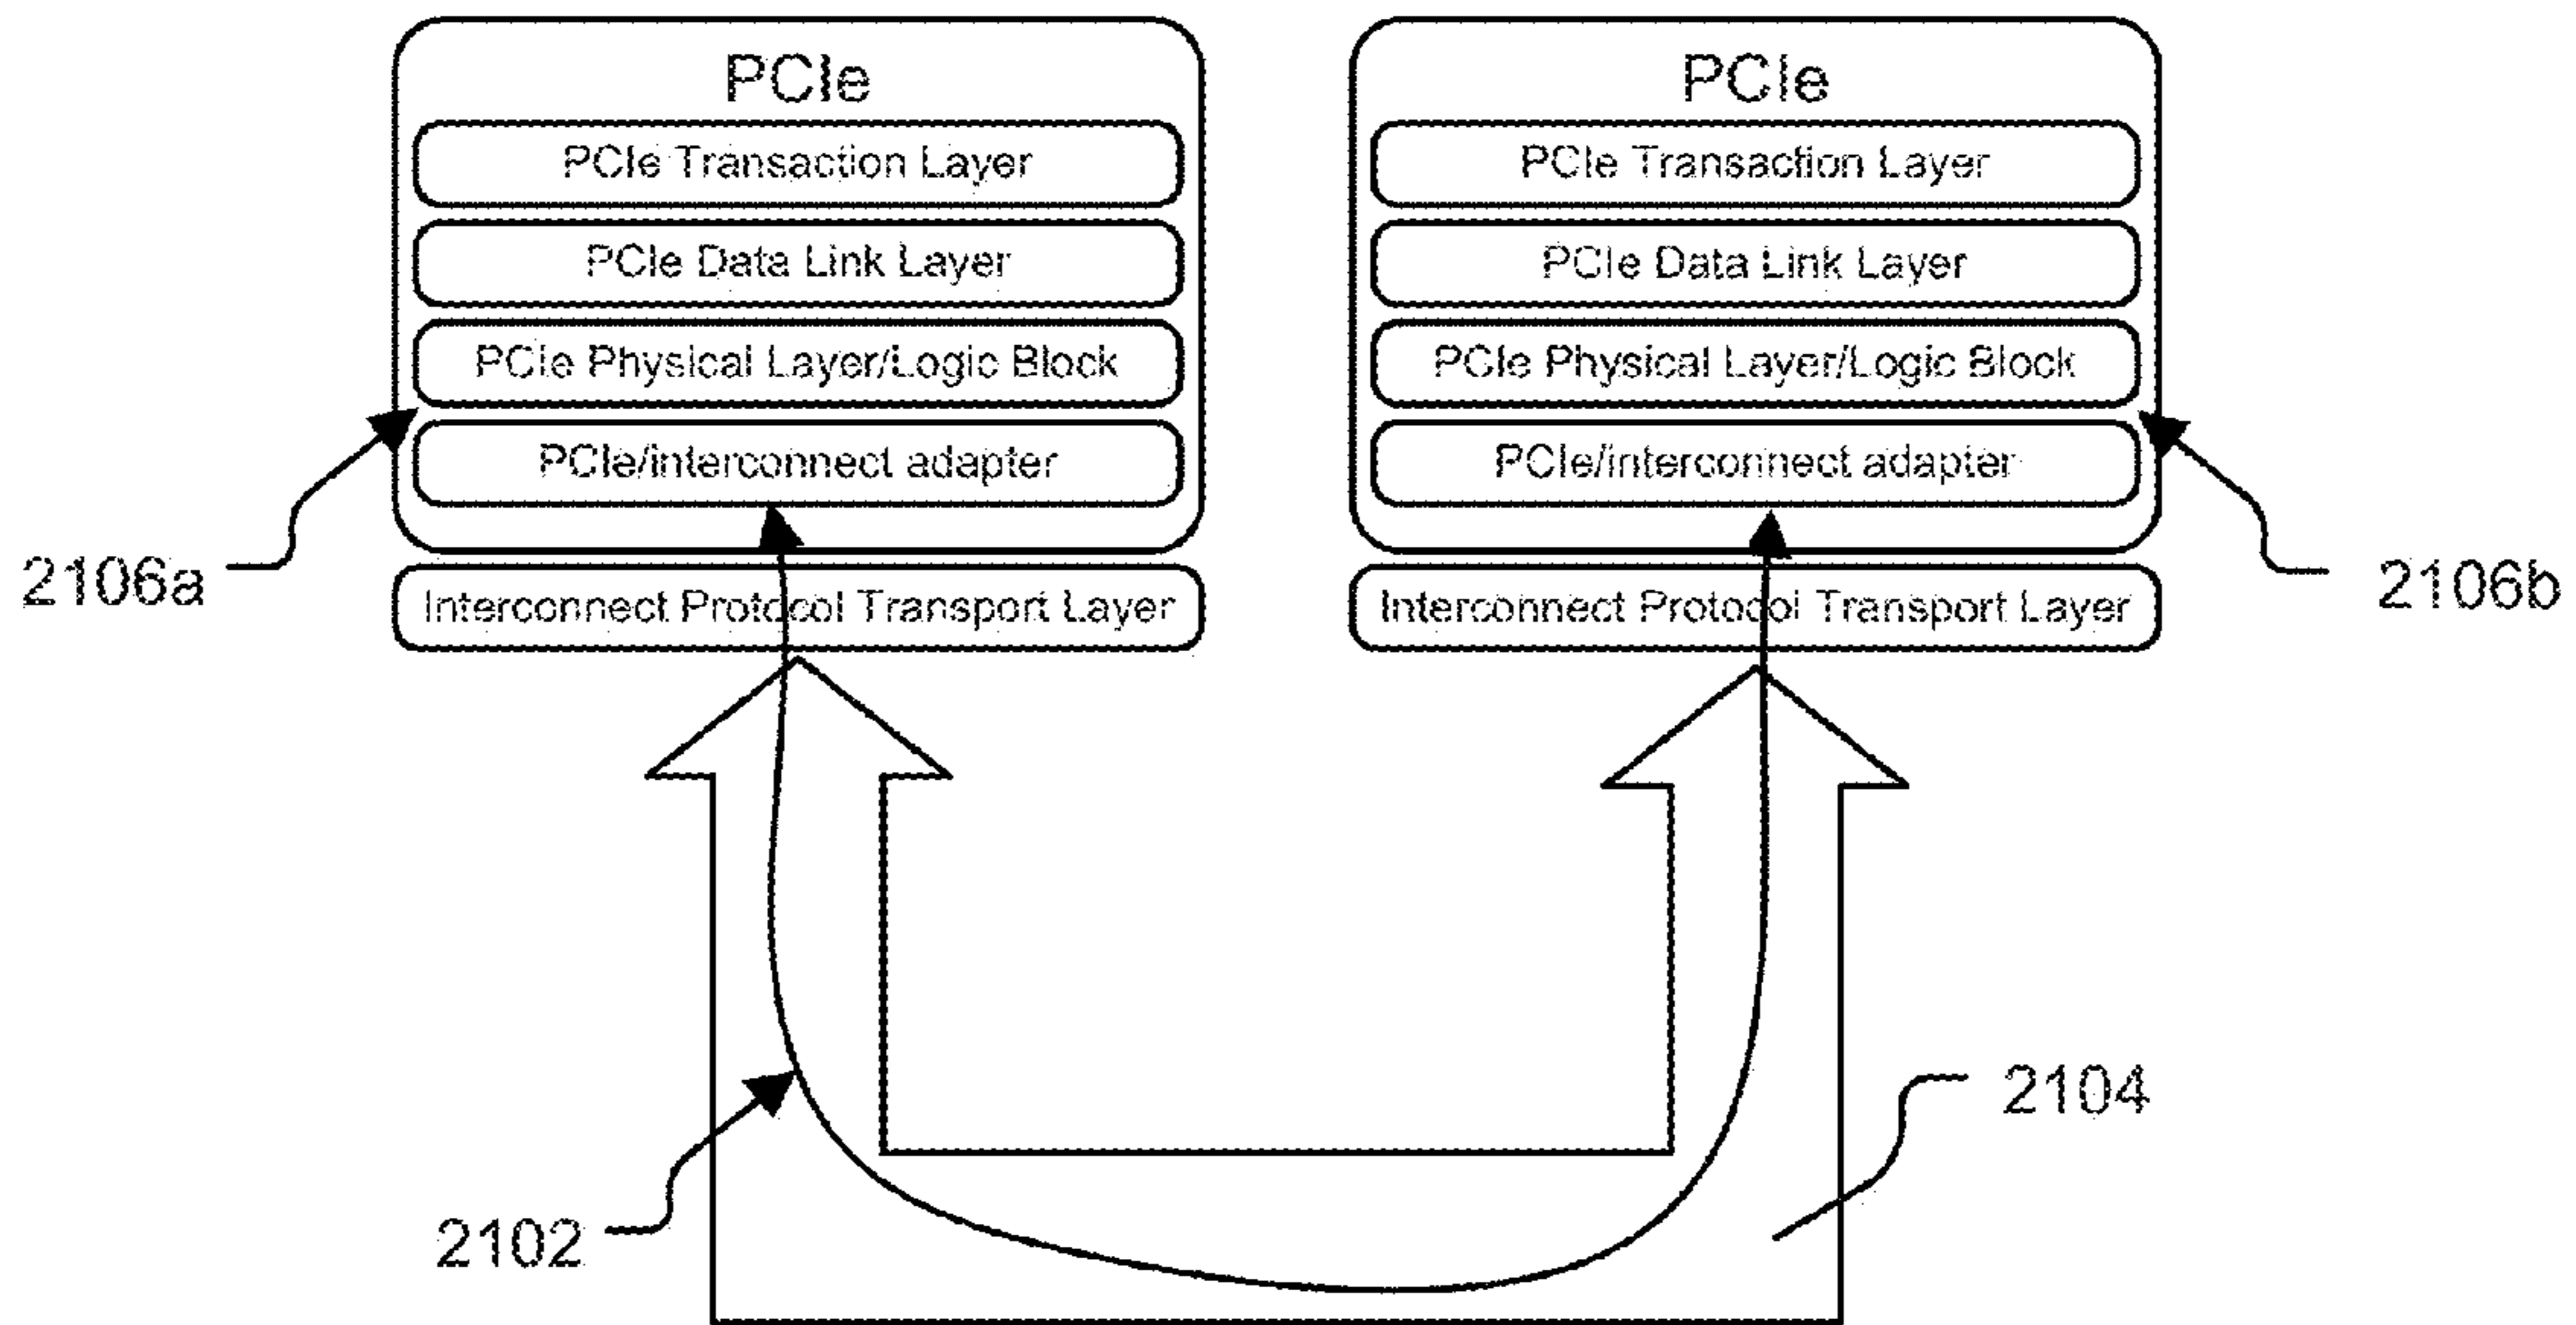 PCIe
PCIe Transaction Layer
PCIe Data Link Layer
PCIe Physical Layer/Logic Block
PCIe/interconnect adapter
Interconnect Protocol Transport Layer
2106a
PCIe
PCIe Transaction Layer
PCIe Data Link Layer
PCIe Physical Layer/Logic Block
PCIe/interconnect adapter
Interconnect Protocol Transport Layer
2106b
2102
2104